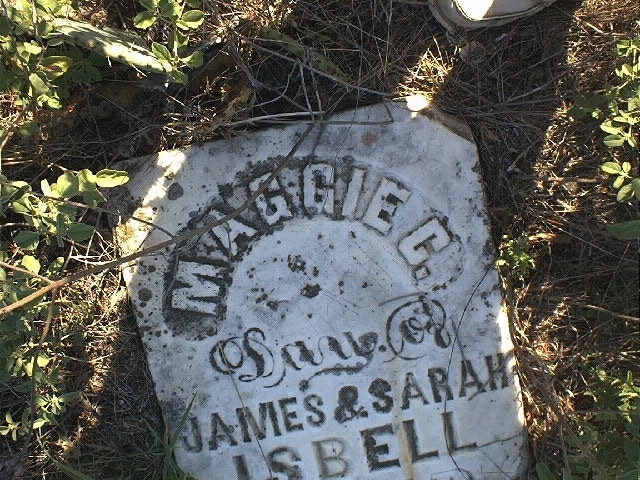 MAGGIE C.
Dau. of
JAMES & SARAH
ISBELL